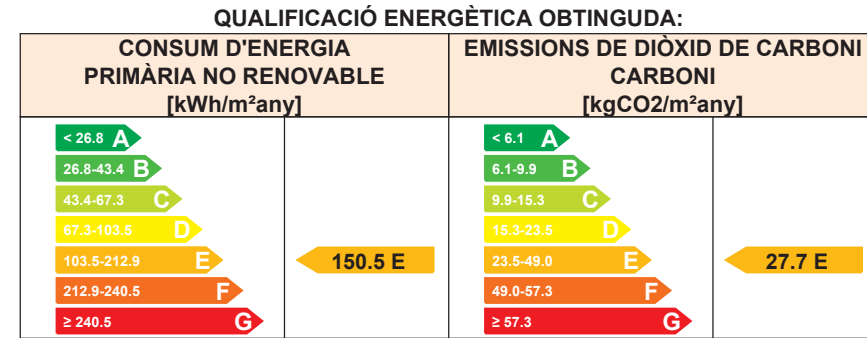 QUALIFICACIÓ ENERGÈTICA OBTINGUDA:
CONSUM D'ENERGIA
PRIMÀRIA NO RENOVABLE
[kWh/m²any]
EMISSIONS DE DIÒXID DE CARBONI
CARBONI
[kgCO2/m²any]
< 26.8 A
26.8-43.4 B
43.4-67.3 C
67.3-103.5 D
103.5-212.9 E
212.9-240.5 F
≥ 240.5 G
150.5 E
< 6.1 A
6.1-9.9 B
9.9-15.3 C
15.3-23.5 D
23.5-49.0 E
49.0-57.3 F
≥ 57.3 G
27.7 E